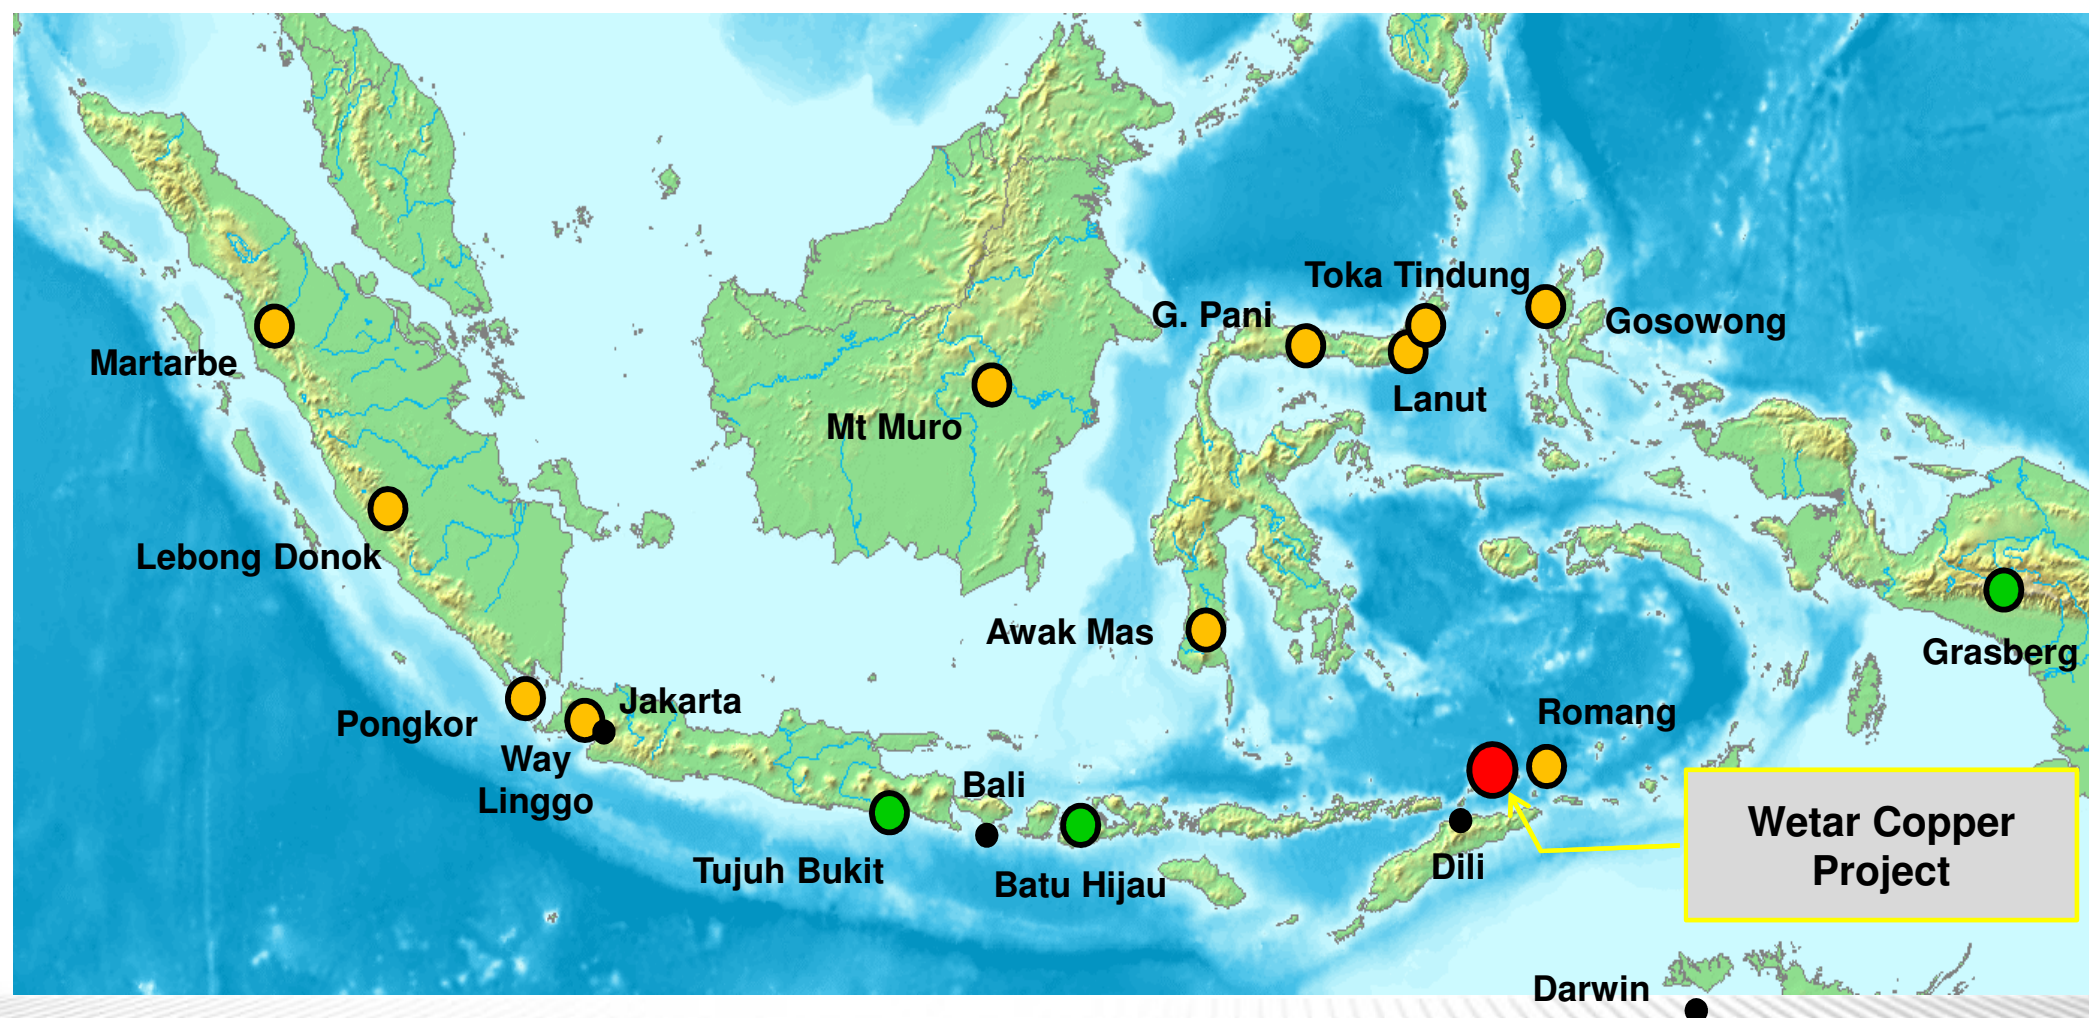 Toka Tindung
G. Pani
Gosowong
Martarbe
Lanut
Mt Muro
Lebong Donok
Awak Mas
Grasberg
Jakarta
Romang
Pongkor
Way
Linggo
Bali
Wetar Copper
Project
Tujuh Bukit
Batu Hijau
Dili
Darwin